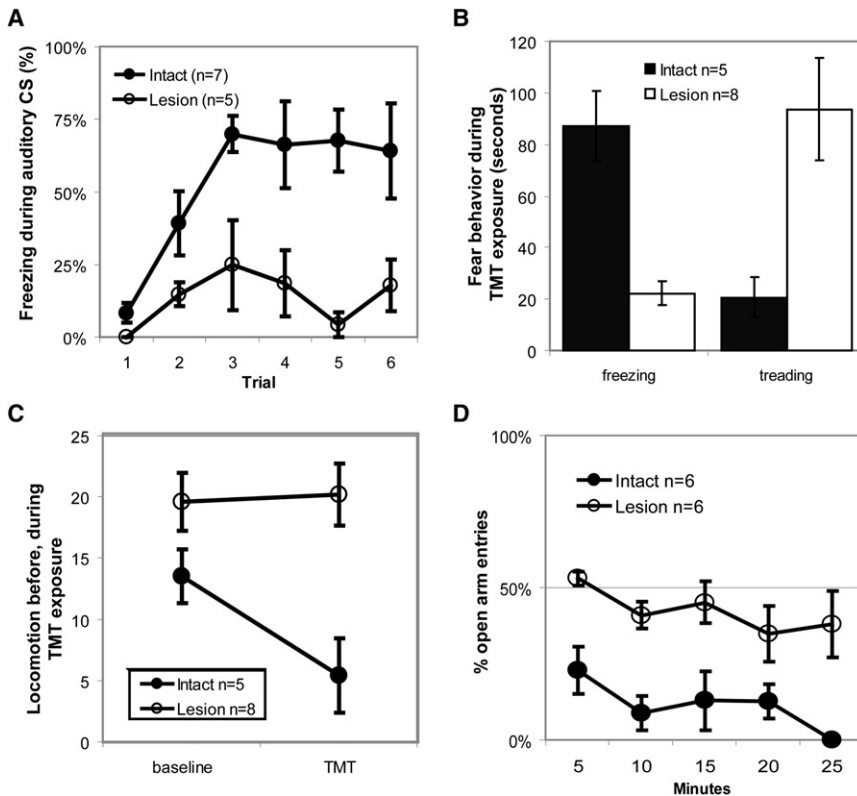 A
Freezing during auditory CS (%)
100%
75%
50%
25%
0%
Intact (n=7)
Lesion (n=5)
1 2 3 4 5 6
Trial
B
Fear behavior during
TMT exposure (seconds)
120
100
80
60
40
20
0
Intact n=5
Lesion n=8
freezing treading
C
Locomotion before, during
TMT exposure
25
20
15
10
5
0
Intact n=5
Lesion n=8
baseline TMT
D
% open arm entries
100%
50%
0%
Intact n=6
Lesion n=6
5 10 15 20 25
Minutes